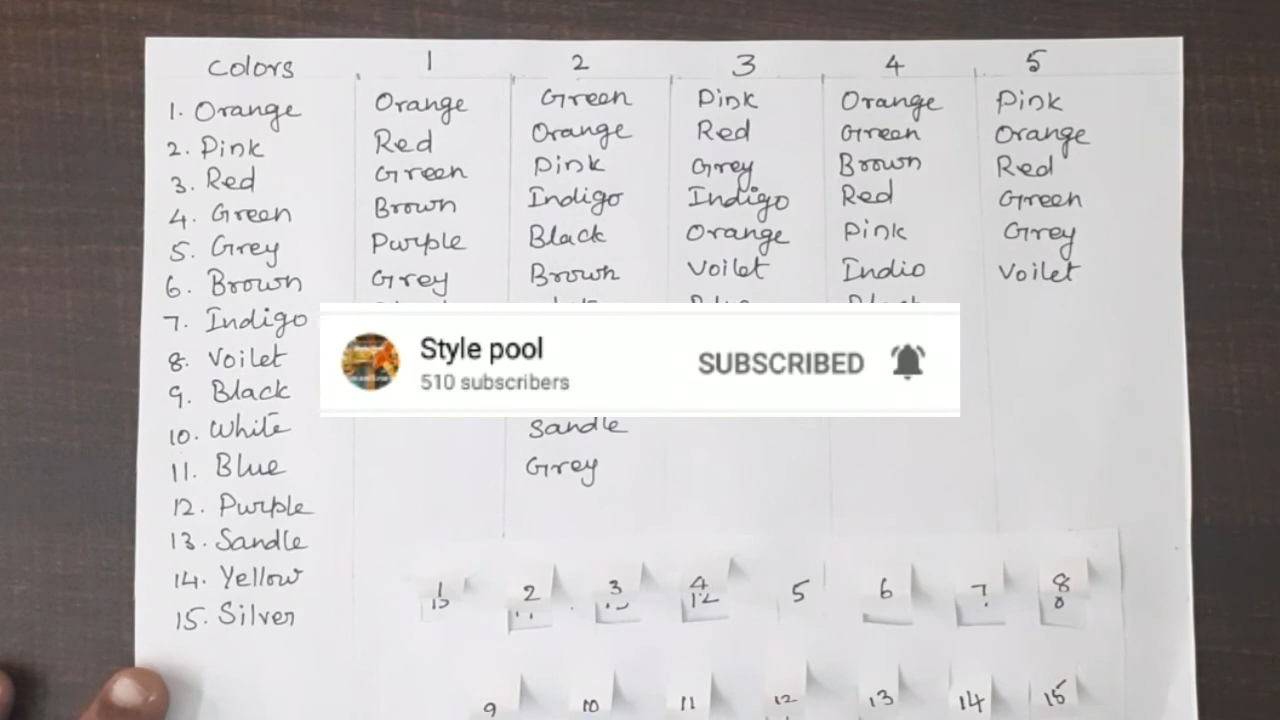 Colors 1 2 3 4 5
1. Orange Orange Green Pink Orange Pink
2. Pink Red Orange Red Green Orange
3. Red Green Pink Grey Brown Red
4. Green Brown Indigo Indigo Red Green
5. Grey Purple Black Orange Pink Grey
6. Brown Grey Brown Voilet Indio Voilet
7. Indigo
8. Voilet
9. Black
10. White Sandle
11. Blue Grey
12. Purple
13. Sandle
14. Yellow
15. Silver
Style pool
510 subscribers
SUBSCRIBED
1 2 3 4 5 6 7 8
12
9 10 11 12 13 14 15